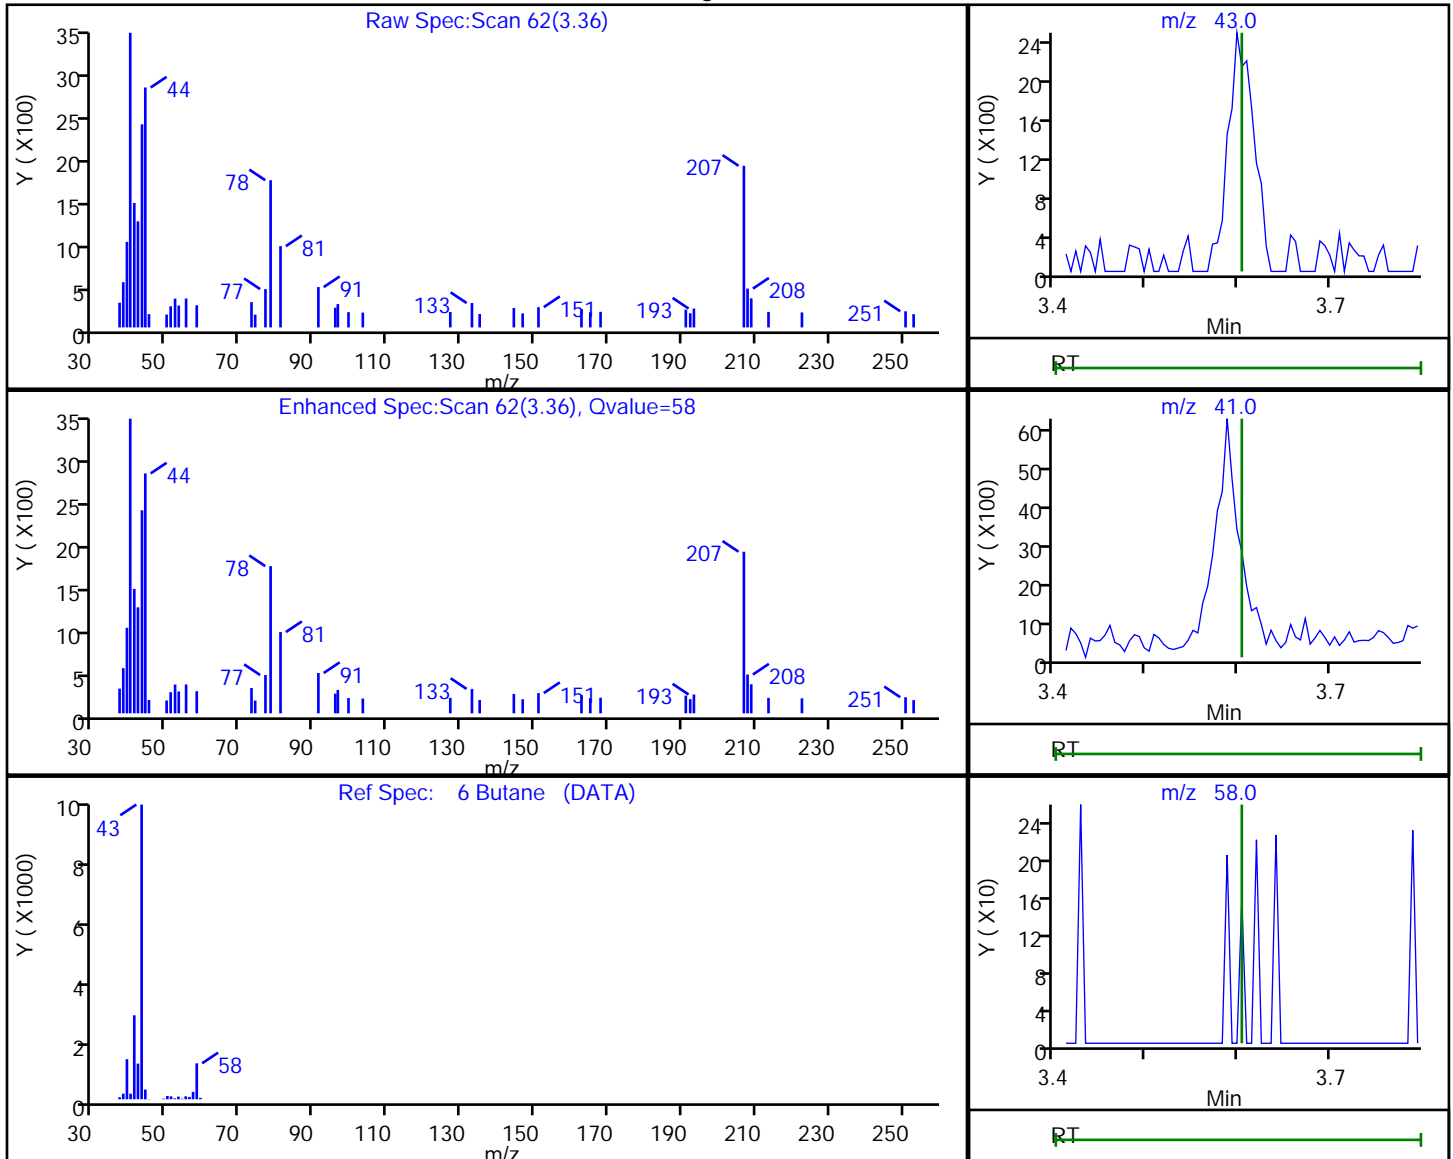 Raw Spec:Scan 62(3.36)
Y ( X100)
35
30
25
20
15
10
5
0
44
78
77
81
91
133
151
193
207
208
251
30 50 70 90 110 130 150 170 190 210 230 250
m/z
m/z 43.0
Y ( X100)
24
20
16
12
8
4
0
3.4 3.7
Min
RT
Enhanced Spec:Scan 62(3.36), Qvalue=58
Y ( X100)
35
30
25
20
15
10
5
0
44
78
77
81
91
133
151
193
207
208
251
30 50 70 90 110 130 150 170 190 210 230 250
m/z
m/z 41.0
Y ( X100)
60
50
40
30
20
10
0
3.4 3.7
Min
RT
Ref Spec: 6 Butane (DATA)
Y ( X1000)
10
8
6
4
2
0
43
58
30 50 70 90 110 130 150 170 190 210 230 250
m/z
m/z 58.0
Y ( X10)
24
20
16
12
8
4
0
3.4 3.7
Min
RT